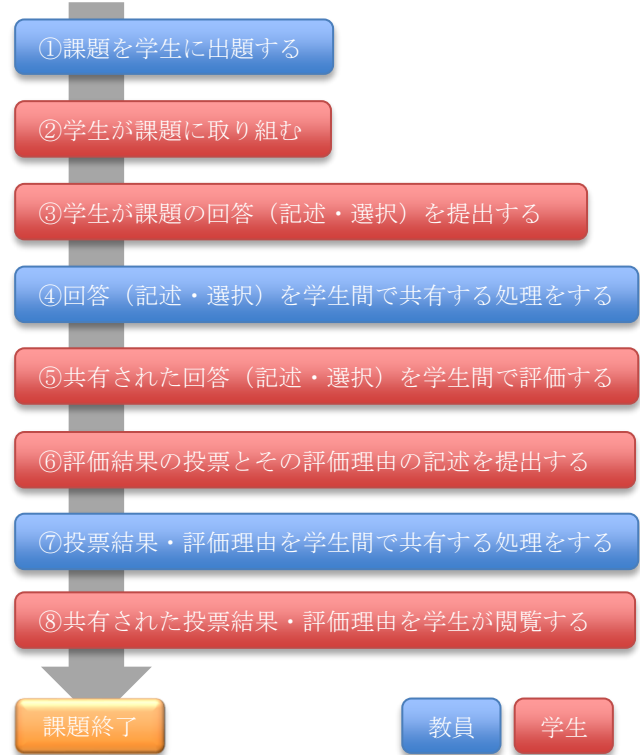 ①課題を学生に出題する
②学生が課題に取り組む
③学生が課題の回答（記述・選択）を提出する
④回答（記述・選択）を学生間で共有する処理をする
⑤共有された回答（記述・選択）を学生間で評価する
⑥評価結果の投票とその評価理由の記述を提出する
⑦投票結果・評価理由を学生間で共有する処理をする
⑧共有された投票結果・評価理由を学生が閲覧する
課題終了
教員
学生